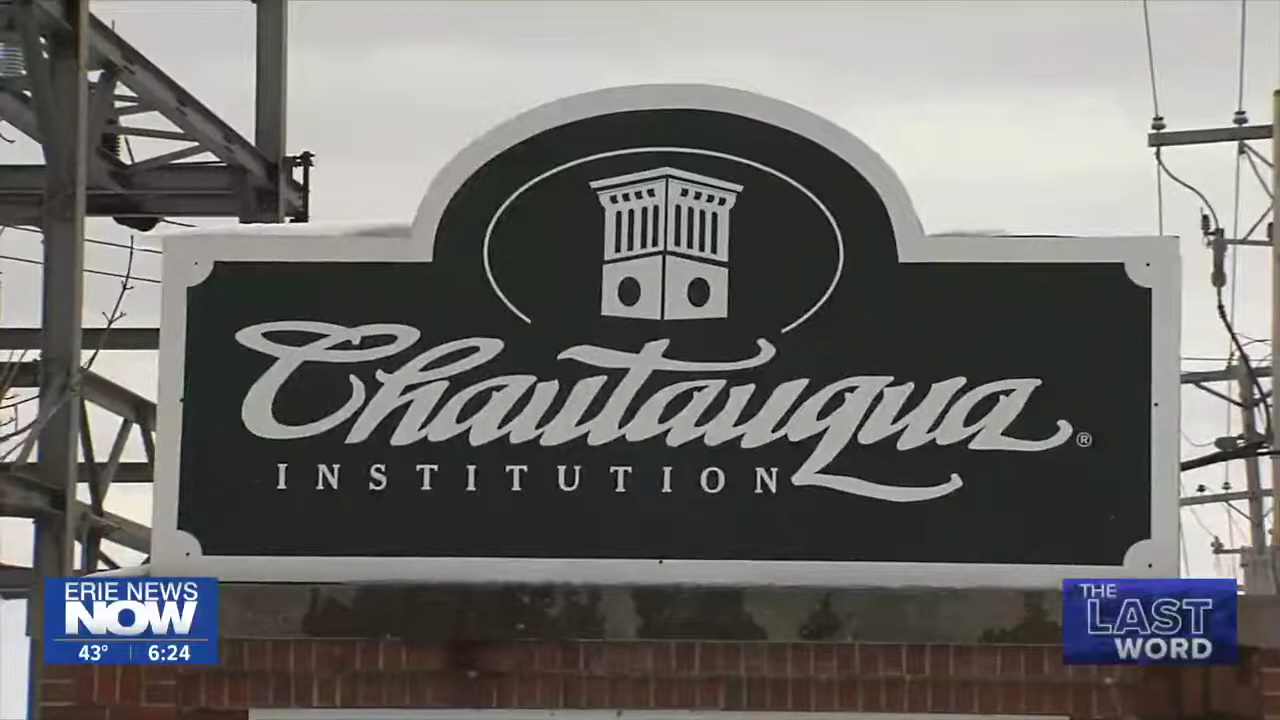 Chautauqua®
INSTITUTION
ERIE NEWS
NOW
43° | 6:24
THE
LAST
WORD